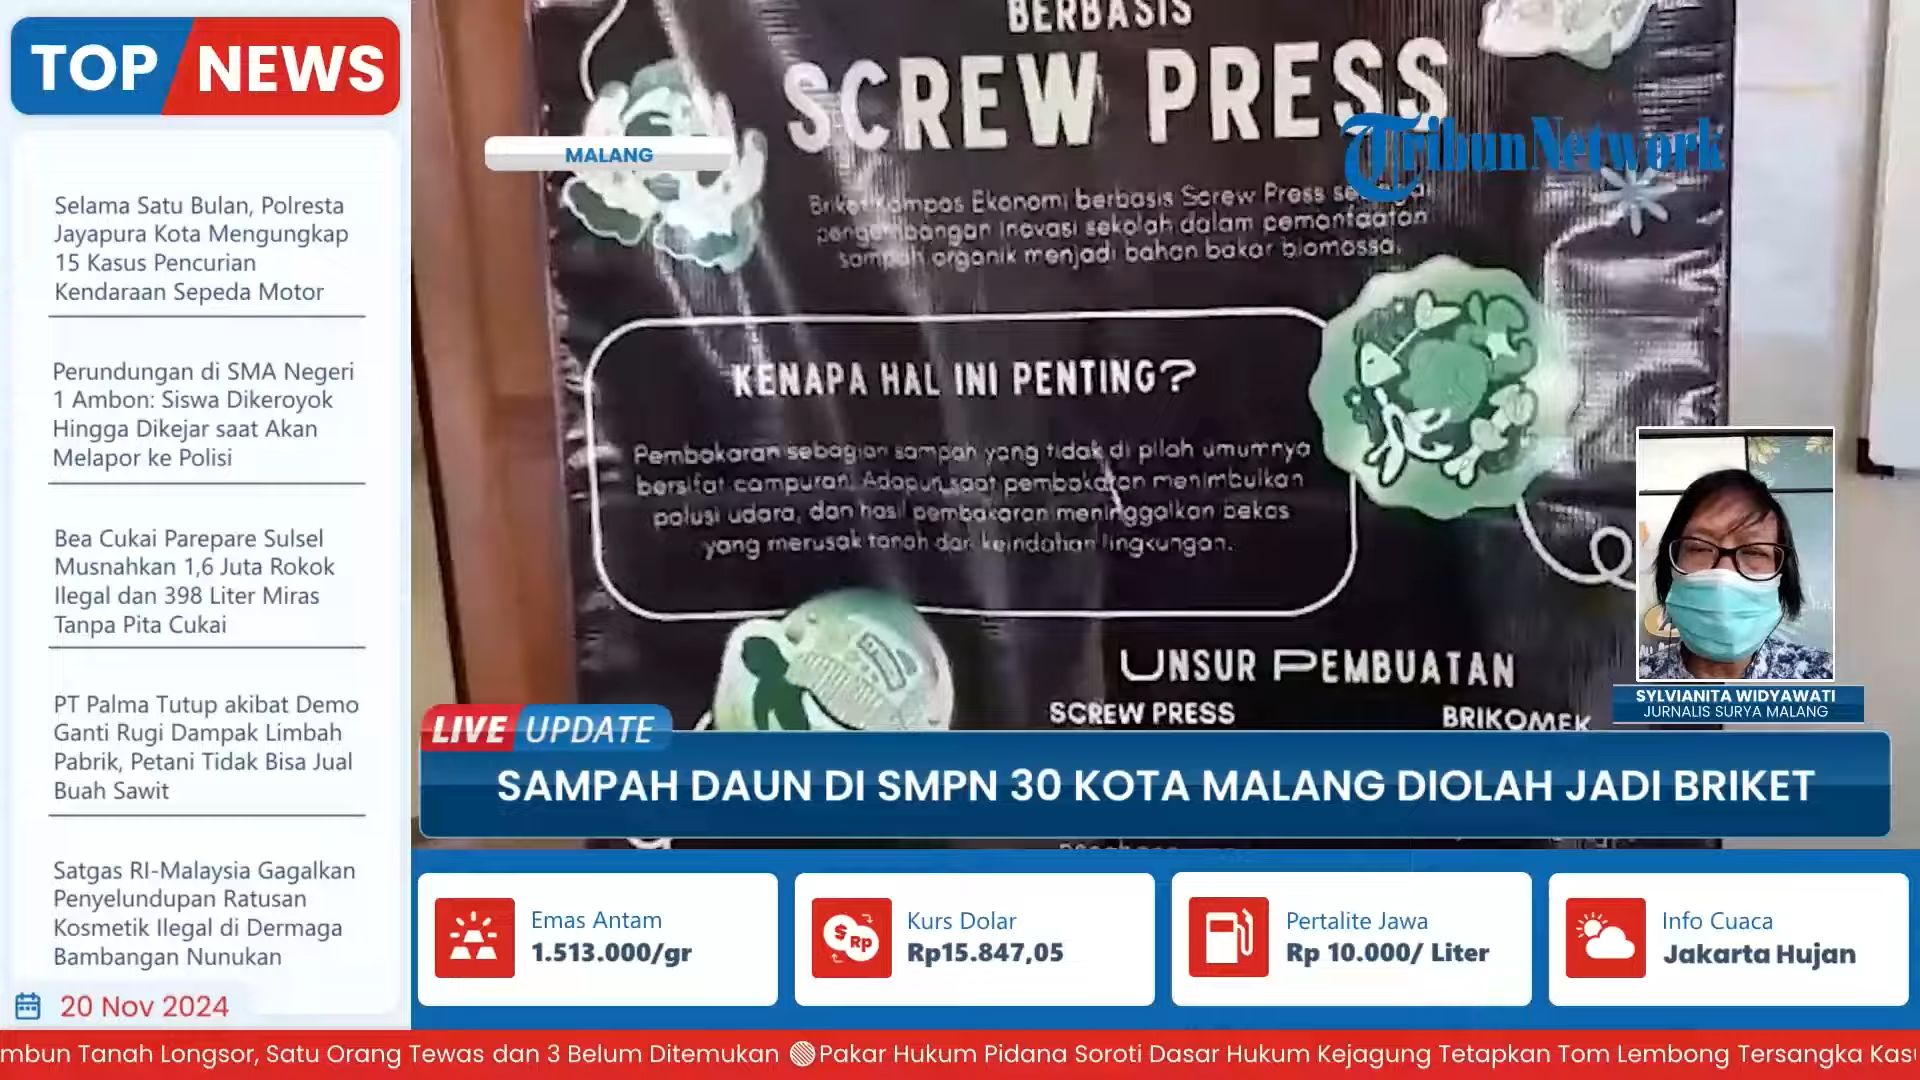 TOP NEWS
Selama Satu Bulan, Polresta
Jayapura Kota Mengungkap
15 Kasus Pencurian
Kendaraan Sepeda Motor
Perundungan di SMA Negeri
1 Ambon: Siswa Dikeroyok
Hingga Dikejar saat Akan
Melapor ke Polisi
Bea Cukai Parepare Sulsel
Musnahkan 1,6 Juta Rokok
Ilegal dan 398 Liter Miras
Tanpa Pita Cukai
PT Palma Tutup akibat Demo
Ganti Rugi Dampak Limbah
Pabrik, Petani Tidak Bisa Jual
Buah Sawit
Satgas RI-Malaysia Gagalkan
Penyelundupan Ratusan
Kosmetik Ilegal di Dermaga
Bambangan Nunukan
20 Nov 2024
BERBASIS
SCREW PRESS
MALANG
TribunNetwork
Briket Kompos Ekonomi berbasis Screw Press
pengembangan inovasi sekolah dalam pemanfaatan
sampah organik menjadi bahan bakar biomassa.
KENAPA HAL INI PENTING?
Pembakaran sebagian sampah yang tidak di pilah umumnya
bersifat campuran. Adapun saat pembakaran menimbulkan
polusi udara, dan hasil pembakaran meninggalkan bekas
yang merusak tanah dan keindahan lingkungan.
UNSUR PEMBUATAN
SCREW PRESS
BRIKOMEK
SYLVIANITA WIDYAWATI
JURNALIS SURYA MALANG
LIVE UPDATE
SAMPAH DAUN DI SMPN 30 KOTA MALANG DIOLAH JADI BRIKET
Emas Antam
1.513.000/gr
Kurs Dolar
Rp15.847,05
Pertalite Jawa
Rp 10.000/ Liter
Info Cuaca
Jakarta Hujan
mbun Tanah Longsor, Satu Orang Tewas dan 3 Belum Ditemukan Pakar Hukum Pidana Soroti Dasar Hukum Kejagung Tetapkan Tom Lembong Tersangka Kas